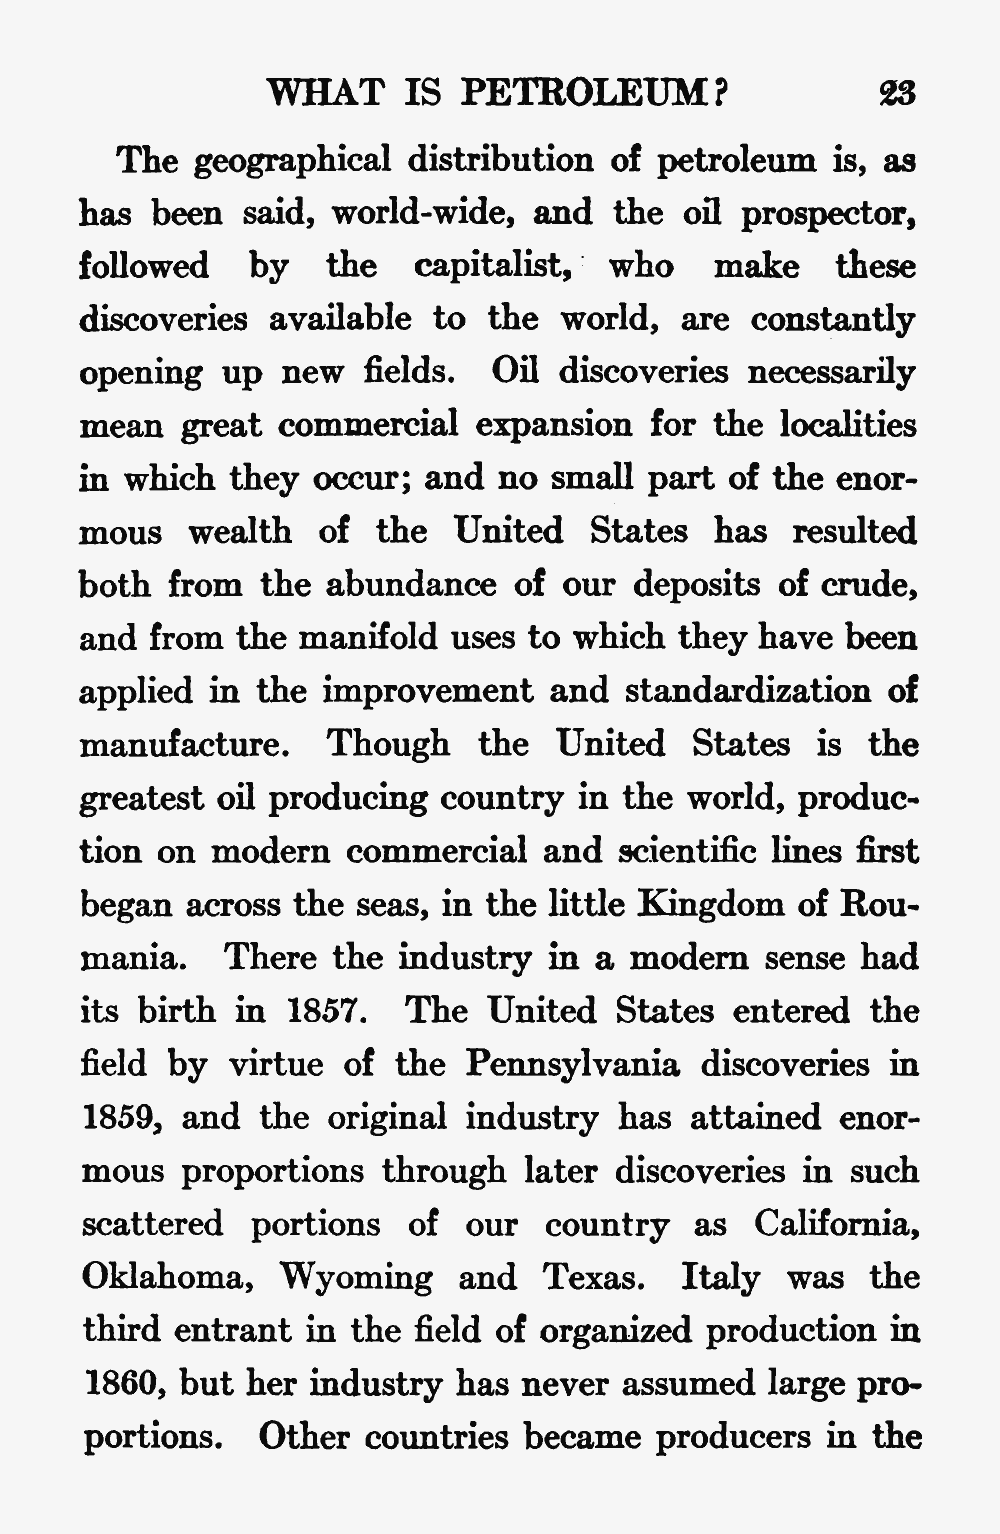 WHAT IS PETROLEUM? 23
The geographical distribution of petroleum is, as
has been said, world-wide, and the oil prospector,
followed by the capitalist, who make these
discoveries available to the world, are constantly
opening up new fields. Oil discoveries necessarily
mean great commercial expansion for the localities
in which they occur; and no small part of the enor-
mous wealth of the United States has resulted
both from the abundance of our deposits of crude,
and from the manifold uses to which they have been
applied in the improvement and standardization of
manufacture. Though the United States is the
greatest oil producing country in the world, produc-
tion on modern commercial and scientific lines first
began across the seas, in the little Kingdom of Rou-
mania. There the industry in a modern sense had
its birth in 1857. The United States entered the
field by virtue of the Pennsylvania discoveries in
1859, and the original industry has attained enor-
mous proportions through later discoveries in such
scattered portions of our country as California,
Oklahoma, Wyoming and Texas. Italy was the
third entrant in the field of organized production in
1860, but her industry has never assumed large pro-
portions. Other countries became producers in the